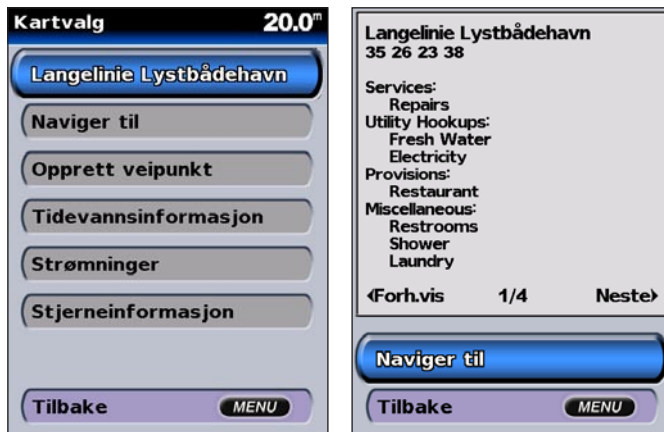 Kartvalg 20.0m
Langelinie Lystbådehavn
Naviger til
Opprett veipunkt
Tidevannsinformasjon
Strømninger
Stjerneinformasjon
Tilbake MENU
Langelinie Lystbådehavn
35 26 23 38
Services:
Repairs
Utility Hookups:
Fresh Water
Electricity
Provisions:
Restaurant
Miscellaneous:
Restrooms
Shower
Laundry
Forh.vis 1/4 Neste
Naviger til
Tilbake MENU